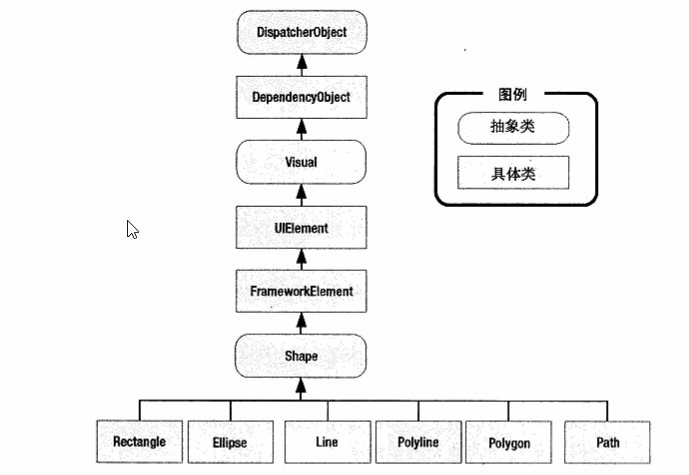 DispatcherObject
DependencyObject
图例
抽象类
Visual
具体类
UIElement
FrameworkElement
Shape
Rectangle
Ellipse
Line
Polyline
Polygon
Path